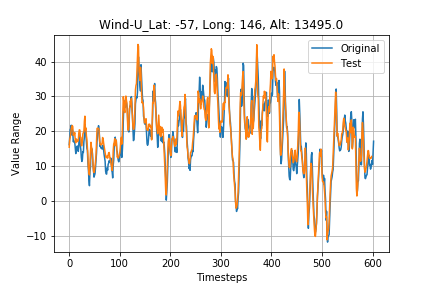 Wind-U_Lat: -57, Long: 146, Alt: 13495.0
Original
Test
Value Range
40
30
20
10
0
−10
0 100 200 300 400 500 600
Timesteps